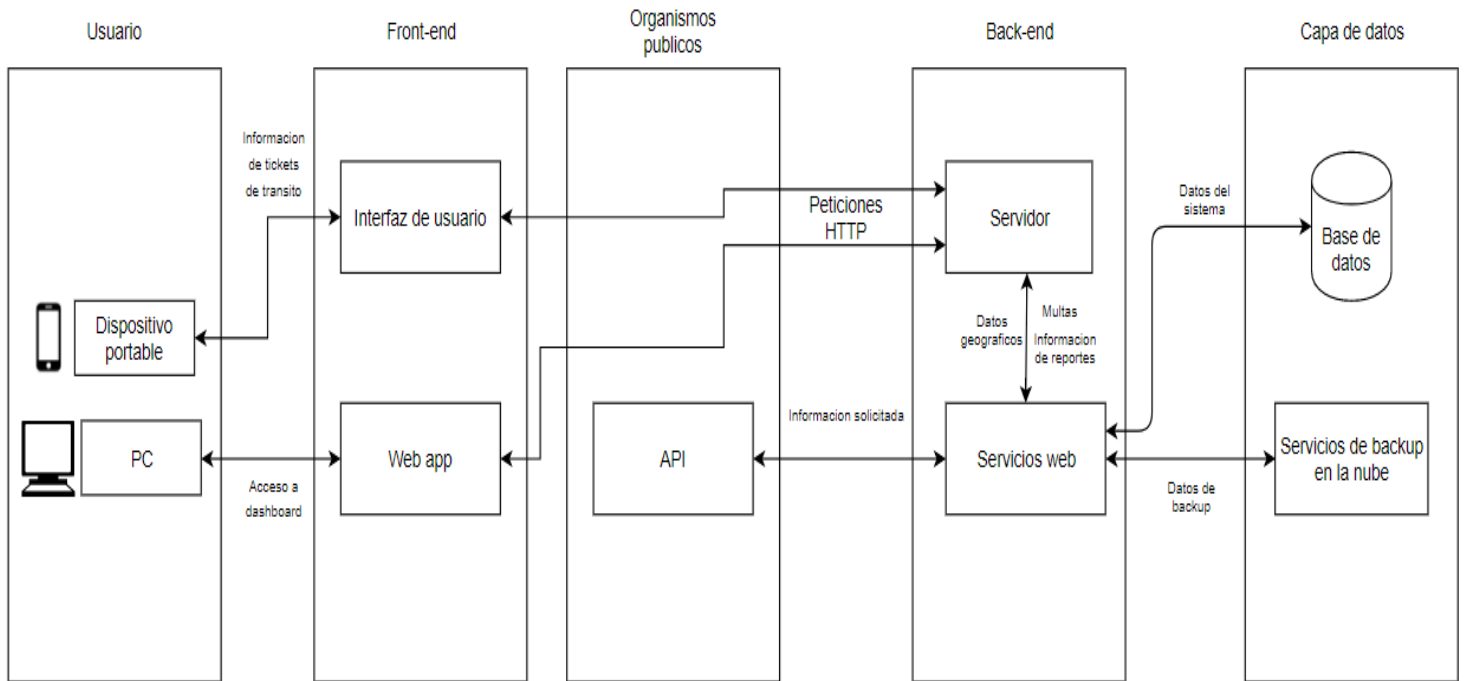 Usuario
Front-end
Organismos
publicos
Back-end
Capa de datos
Informacion
de tickets
de transito
Interfaz de usuario
Peticiones
HTTP
Servidor
Datos del
sistema
Base de
datos
Dispositivo
portable
Datos
geograficos
Multas
Informacion
de reportes
PC
Acceso a
dashboard
Web app
API
Informacion solicitada
Servicios web
Datos de
backup
Servicios de backup
en la nube